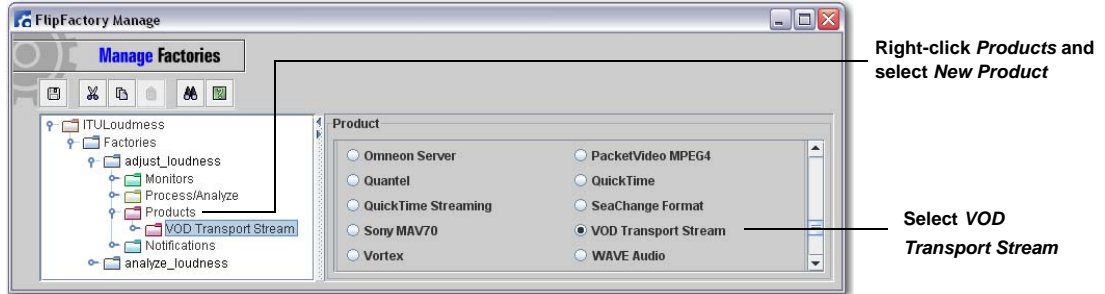 FlipFactory Manage
Manage Factories
Right-click Products and
select New Product
ITULoudmess
Factories
adjust_loudness
Monitors
Process/Analyze
Products
VOD Transport Stream
Notifications
analyze_loudness
Product
Omneon Server
PacketVideo MPEG4
Quantel
QuickTime
QuickTime Streaming
SeaChange Format
Sony MAV70
VOD Transport Stream
Vortex
WAVE Audio
Select VOD
Transport Stream